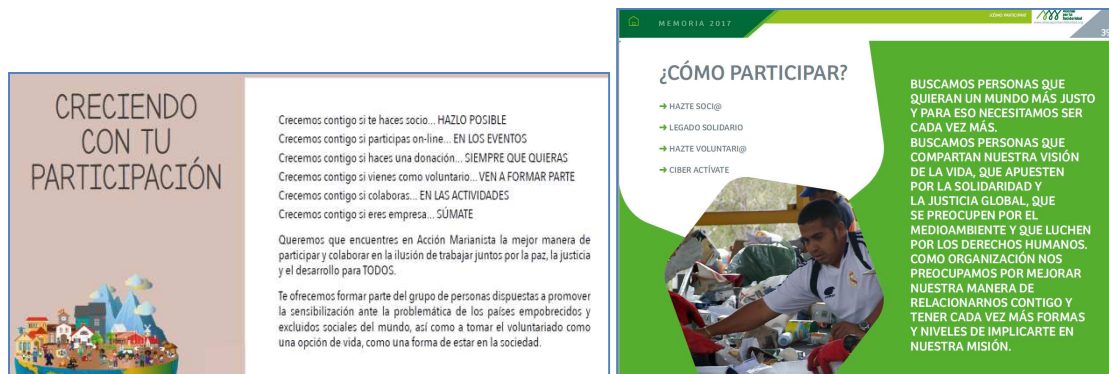 CRECIENDO
CON TU
PARTICIPACIÓN
Crecemos contigo si te haces socio... HAZLO POSIBLE
Crecemos contigo si participas on-line... EN LOS EVENTOS
Crecemos contigo si haces una donación... SIEMPRE QUE QUIERAS
Crecemos contigo si vienes como voluntario... VEN A FORMAR PARTE
Crecemos contigo si colaboras... EN LAS ACTIVIDADES
Crecemos contigo si eres empresa... SÚMATE
Queremos que encuentres en Acción Marianista la mejor manera de
participar y colaborar en la ilusión de trabajar juntos por la paz, la justicia
y el desarrollo para TODOS.
Te ofrecemos formar parte del grupo de personas dispuestas a promover
la sensibilización ante la problemática de los países empobrecidos y
excluidos sociales del mundo, así como a tomar el voluntariado como
una opción de vida, como una forma de estar en la sociedad.
MEMORIA 2017
¿CÓMO PARTICIPAR?
39
¿CÓMO PARTICIPAR?
→ HAZTE SOCI@
→ LEGADO SOLIDARIO
→ HAZTE VOLUNTARI@
→ CIBER ACTÍVATE
BUSCAMOS PERSONAS QUE
QUIERAN UN MUNDO MÁS JUSTO
Y PARA ESO NECESITAMOS SER
CADA VEZ MÁS.
BUSCAMOS PERSONAS QUE
COMPARTAN NUESTRA VISIÓN
DE LA VIDA, QUE APUESTEN
POR LA SOLIDARIDAD Y
LA JUSTICIA GLOBAL, QUE
SE PREOCUPEN POR EL
MEDIOAMBIENTE Y QUE LUCHEN
POR LOS DERECHOS HUMANOS.
COMO ORGANIZACIÓN NOS
PREOCUPAMOS POR MEJORAR
NUESTRA MANERA DE
RELACIONARNOS CONTIGO Y
TENER CADA VEZ MÁS FORMAS
Y NIVELES DE IMPLICARTE EN
NUESTRA MISIÓN.